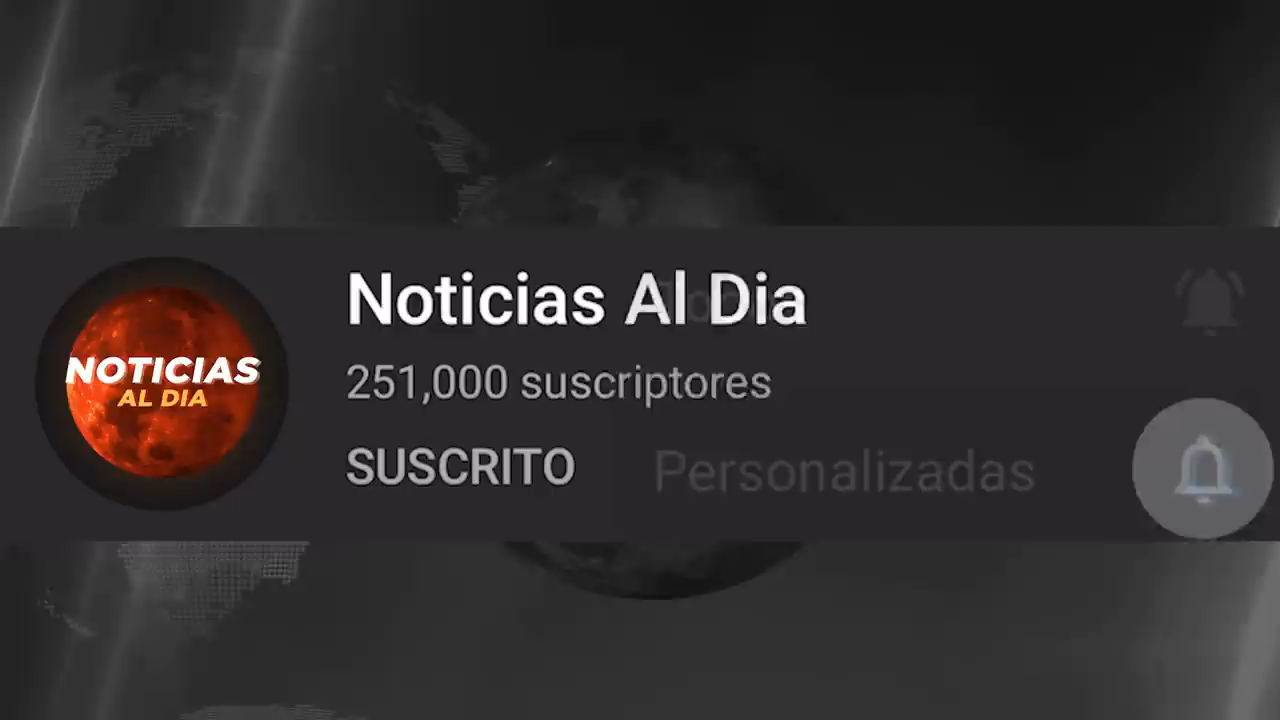 NOTICIAS
AL DIA
Noticias Al Dia
251,000 suscriptores
SUSCRITO
Personalizadas